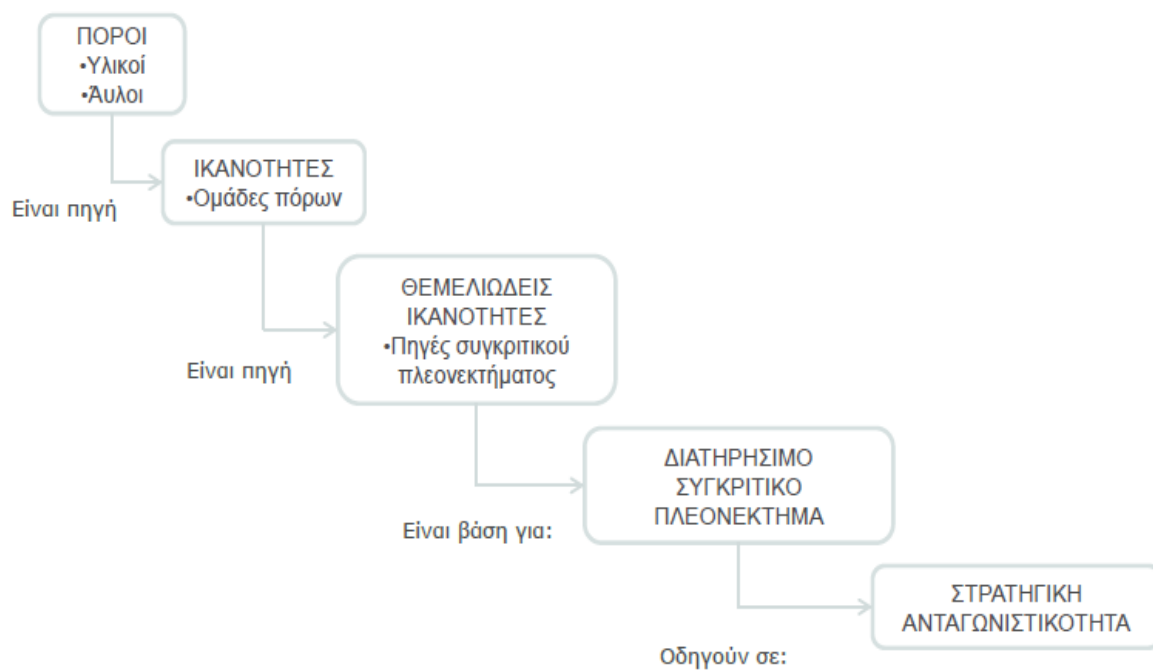 ΠΟΡΟΙ
•Υλικοί
•Άυλοι
Είναι πηγή
ΙΚΑΝΟΤΗΤΕΣ
•Ομάδες πόρων
Είναι πηγή
ΘΕΜΕΛΙΩΔΕΙΣ
ΙΚΑΝΟΤΗΤΕΣ
•Πηγές συγκριτικού
πλεονεκτήματος
Είναι βάση για:
ΔΙΑΤΗΡΗΣΙΜΟ
ΣΥΓΚΡΙΤΙΚΟ
ΠΛΕΟΝΕΚΤΗΜΑ
Οδηγούν σε:
ΣΤΡΑΤΗΓΙΚΗ
ΑΝΤΑΓΩΝΙΣΤΙΚΟΤΗΤΑ